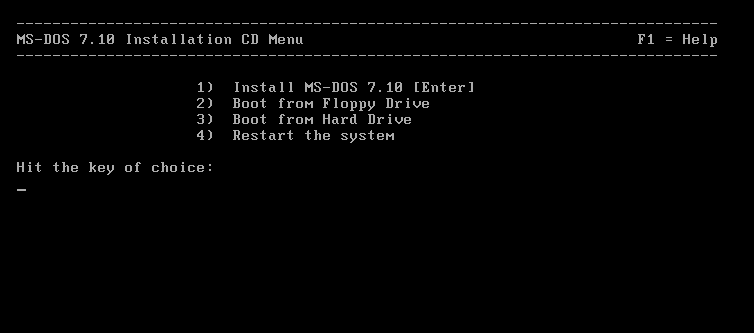 --------------------------------------------------------------------------------
MS-DOS 7.10 Installation CD Menu F1 = Help
--------------------------------------------------------------------------------
1) Install MS-DOS 7.10 [Enter]
2) Boot from Floppy Drive
3) Boot from Hard Drive
4) Restart the system
Hit the key of choice:
_